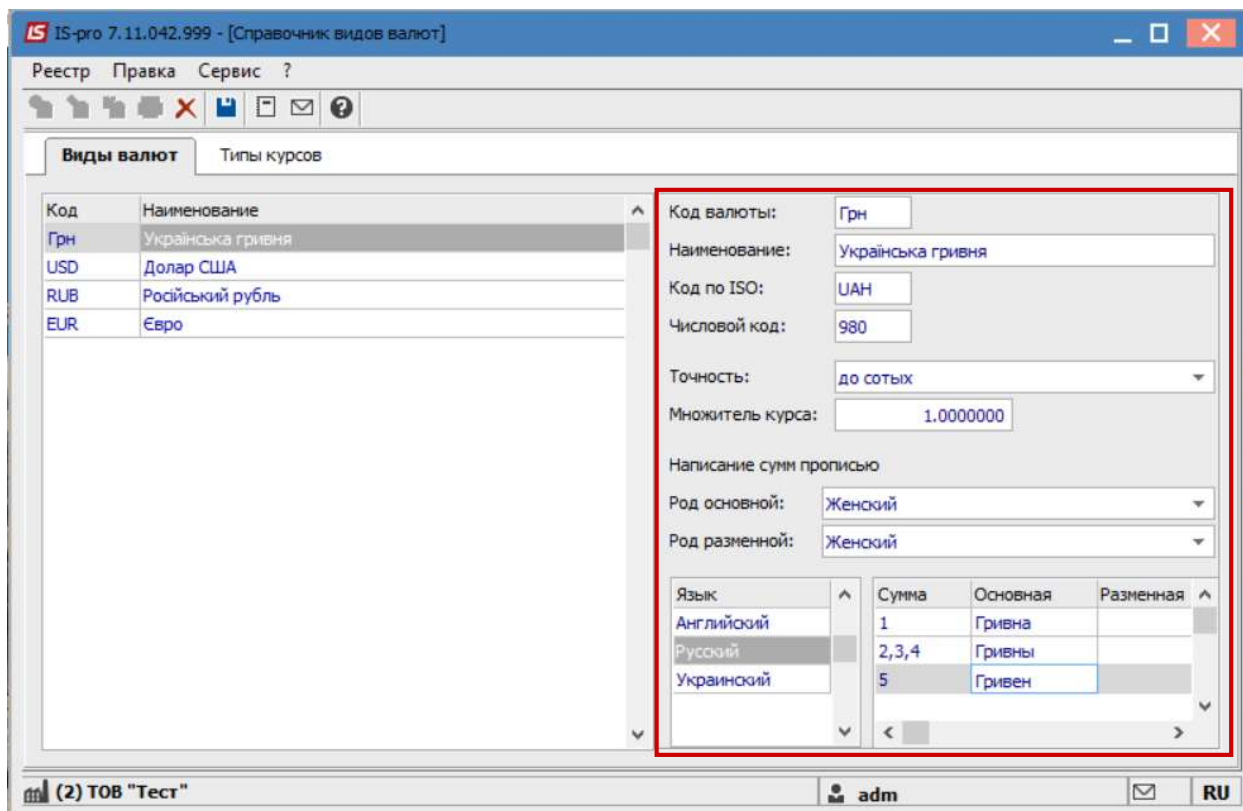 IS IS-pro 7.11.042.999 - [Справочник видов валют]
Реестр Правка Сервис ?
Виды валют Типы курсов
Код Наименование
Грн Українська гривня
USD Долар США
RUB Російський рубль
EUR Євро
Код валюты: Грн
Наименование: Українська гривня
Код по ISO: UAH
Числовой код: 980
Точность: до сотых
Множитель курса: 1.0000000
Написание сумм прописью
Род основной: Женский
Род разменной: Женский
Язык Сумма Основная Разменная
Английский 1 Гривна
Русский 2,3,4 Гривны
Украинский 5 Гривен
(2) ТОВ "Тест" adm RU